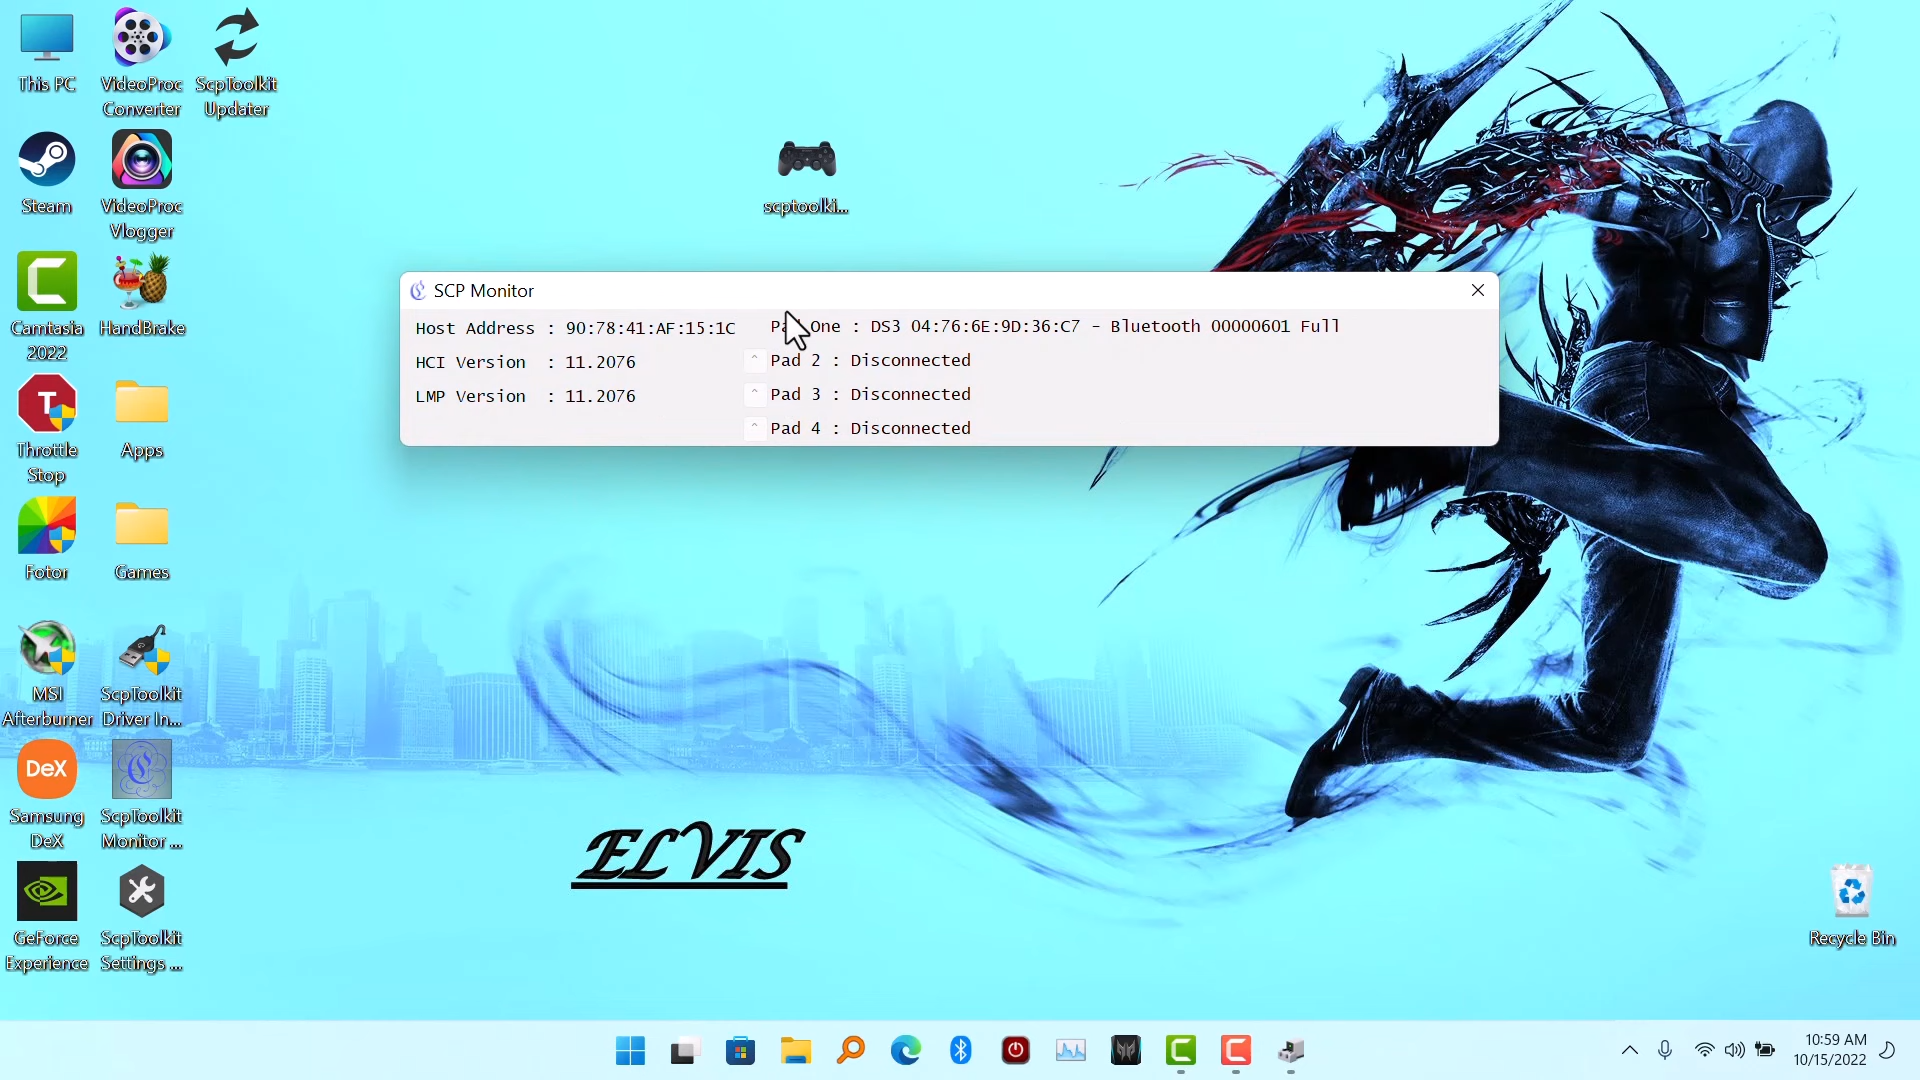 This PC
VideoProc
Converter
ScpToolkit
Updater
Steam
VideoProc
Vlogger
scptoolki...
Camtasia
2022
HandBrake
SCP Monitor
Host Address : 90:78:41:AF:15:1C
HCI Version : 11.2076
LMP Version : 11.2076
One : DS3 04:76:6E:9D:36:C7 - Bluetooth 00000601 Full
Pad 2 : Disconnected
Pad 3 : Disconnected
Pad 4 : Disconnected
T
Throttle
Stop
Apps
Fotor
Games
MSI
Afterburner
ScpToolkit
Driver In...
DeX
Samsung
DeX
ScpToolkit
Monitor ...
ELVIS
GeForce
Experience
ScpToolkit
Settings ...
Recycle Bin
10:59 AM
10/15/2022